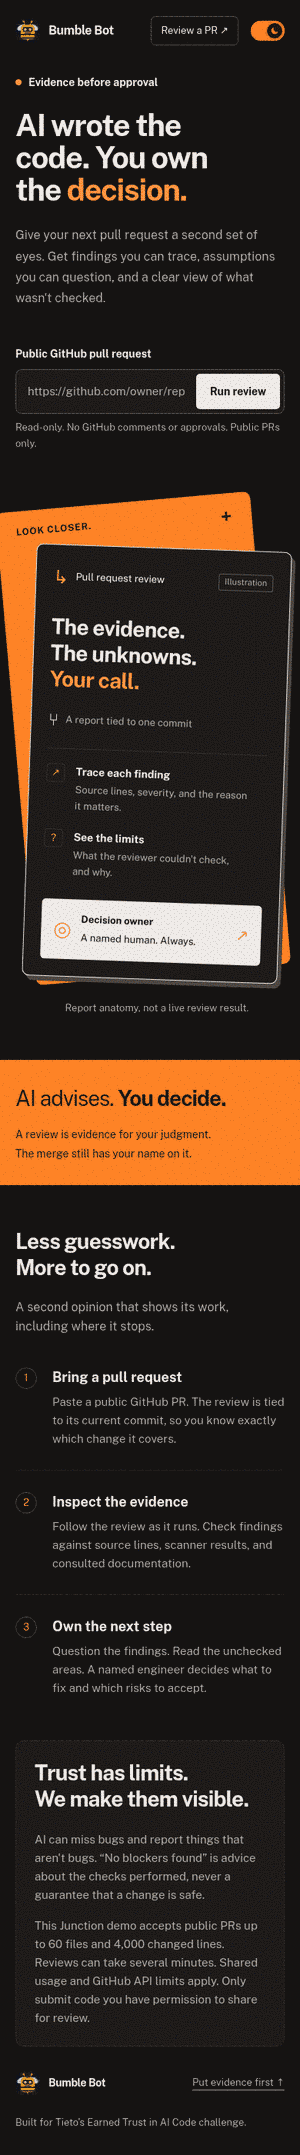 Bumble Bot
Review a PR ↗
Evidence before approval
AI wrote the
code. You own
the decision.
Give your next pull request a second set of
eyes. Get findings you can trace, assumptions
you can question, and a clear view of what
wasn't checked.
Public GitHub pull request
https://github.com/owner/rep
Run review
Read-only. No GitHub comments or approvals. Public PRs
only.
LOOK CLOSER.
+
Pull request review
Illustration
The evidence.
The unknowns.
Your call.
A report tied to one commit
Trace each finding
Source lines, severity, and the reason
it matters.
?
See the limits
What the reviewer couldn't check,
and why.
Decision owner
A named human. Always.
Report anatomy, not a live review result.
AI advises. You decide.
A review is evidence for your judgment.
The merge still has your name on it.
Less guesswork.
More to go on.
A second opinion that shows its work,
including where it stops.
1
Bring a pull request
Paste a public GitHub PR. The review is tied
to its current commit, so you know exactly
which change it covers.
2
Inspect the evidence
Follow the review as it runs. Check findings
against source lines, scanner results, and
consulted documentation.
3
Own the next step
Question the findings. Read the unchecked
areas. A named engineer decides what to
fix and which risks to accept.
Trust has limits.
We make them visible.
AI can miss bugs and report things that
aren't bugs. “No blockers found” is advice
about the checks performed, never a
guarantee that a change is safe.
This Junction demo accepts public PRs up
to 60 files and 4,000 changed lines.
Reviews can take several minutes. Shared
usage and GitHub API limits apply. Only
submit code you have permission to share
for review.
Bumble Bot
Put evidence first ↑
Built for Tieto's Earned Trust in AI Code challenge.